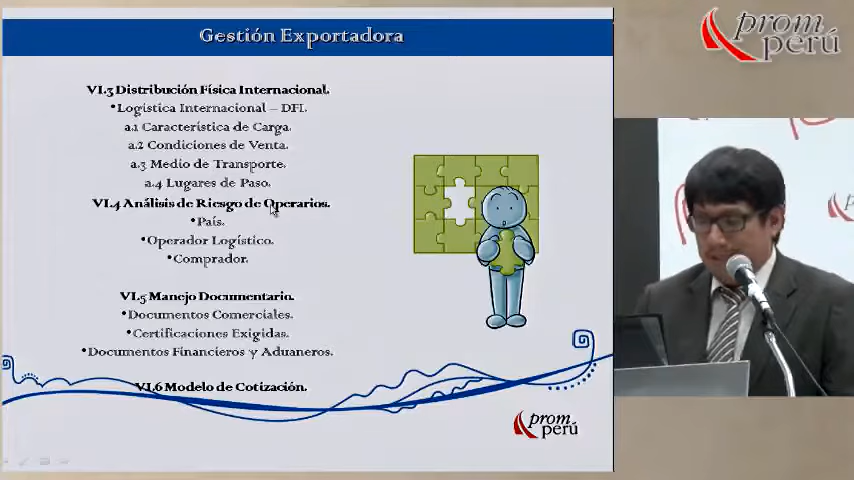 Gestión Exportadora
VI.3 Distribución Física Internacional.
•Logística Internacional – DFI.
a.1 Característica de Carga.
a.2 Condiciones de Venta.
a.3 Medio de Transporte.
a.4 Lugares de Paso.
VI.4 Análisis de Riesgo de Operarios.
•País.
•Operador Logístico.
•Comprador.
VI.5 Manejo Documentario.
•Documentos Comerciales.
•Certificaciones Exigidas.
•Documentos Financieros y Aduaneros.
VI.6 Modelo de Cotización.
prom
perú
prom
perú